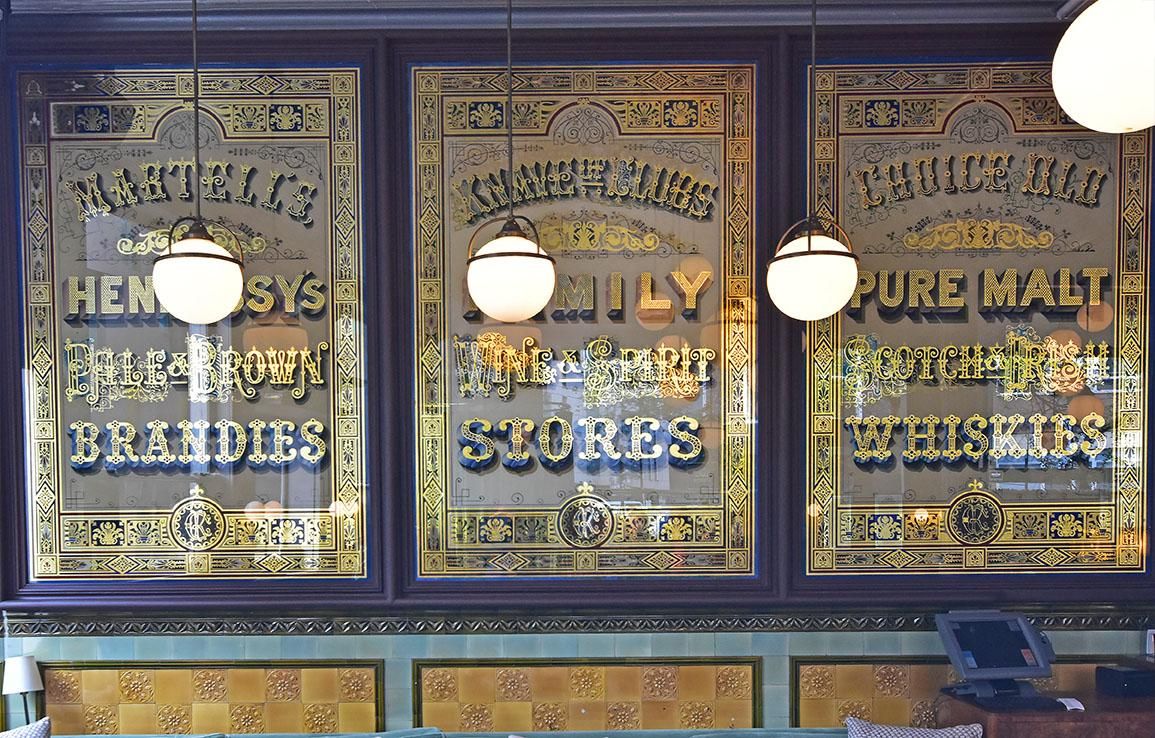 MARTELL'S
HENNESSYS
PALE & BROWN
BRANDIES
KNAVE OF CLUBS
FAMILY
WINE & SPIRIT
STORES
CHOICE OLD
PURE MALT
SCOTCH & IRISH
WHISKIES